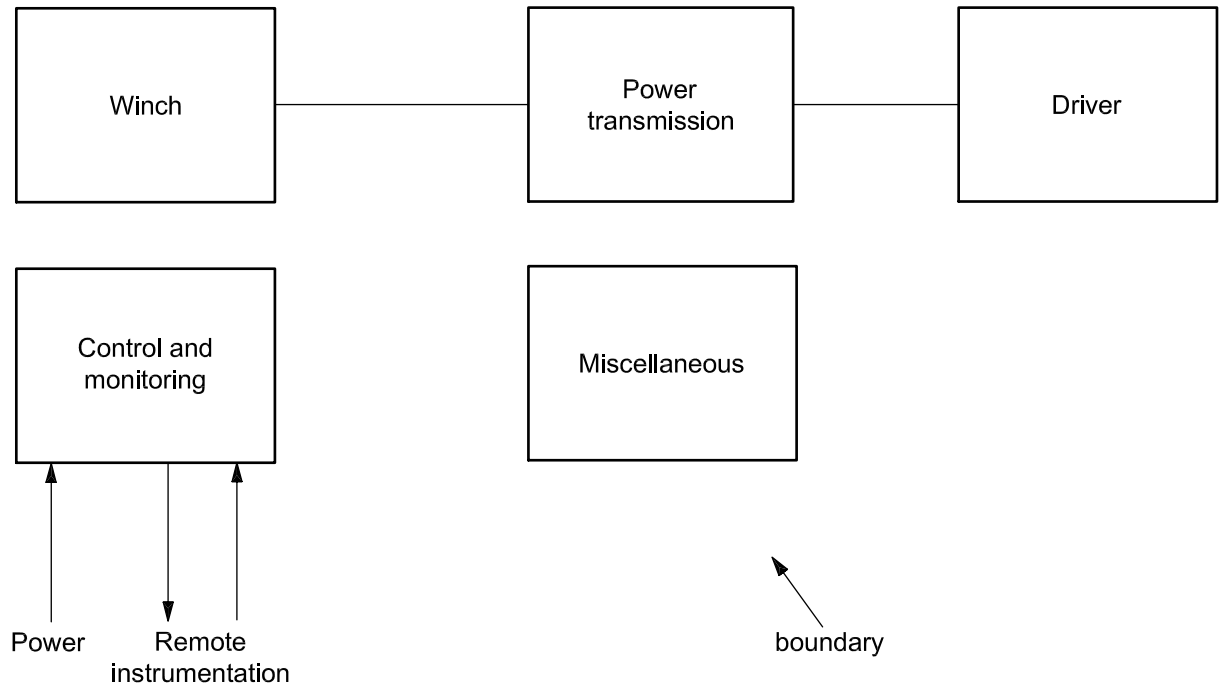 Winch
Power
transmission
Driver
Control and
monitoring
Miscellaneous
Power
Remote
instrumentation
boundary